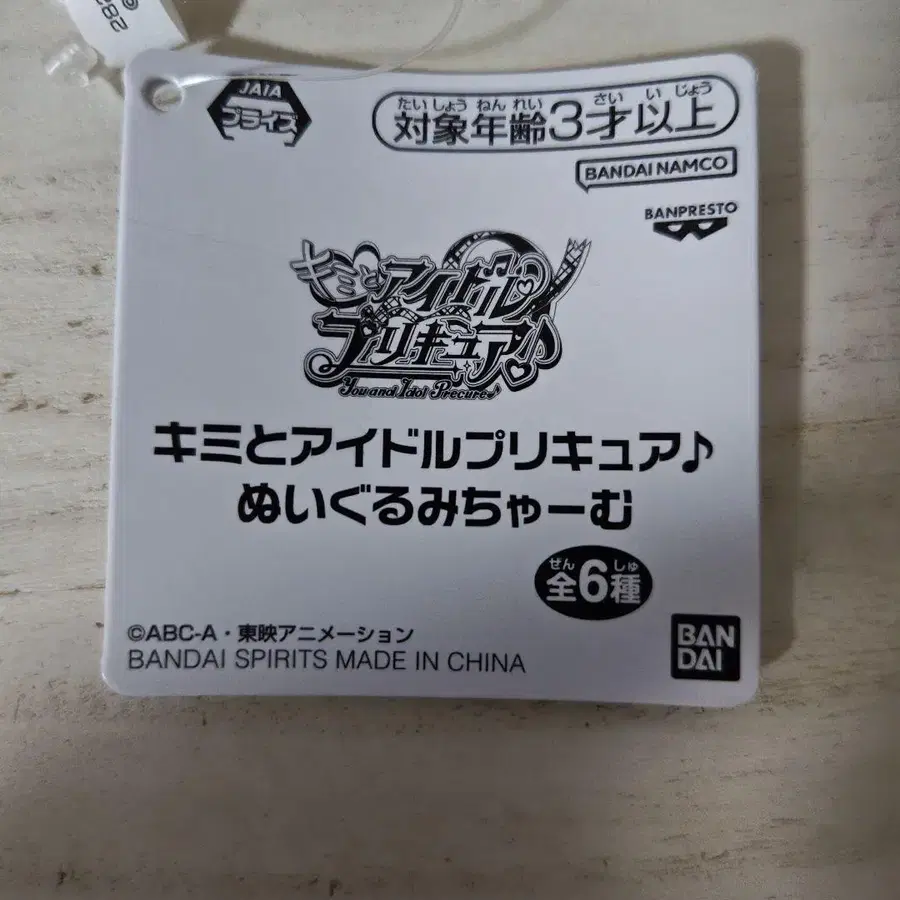 282
JAIA
プライズ
たいしょうねんれい さい いじょう
対象年齢3才以上
BANDAI NAMCO
BANPRESTO
キミとアイドル
プリキュア♪
You and Idol Precure♪
キミとアイドルプリキュア♪
ぬいぐるみちゃーむ
ぜん しゅ
全6種
©ABC-A・東映アニメーション
BANDAI SPIRITS MADE IN CHINA
BAN
DAI